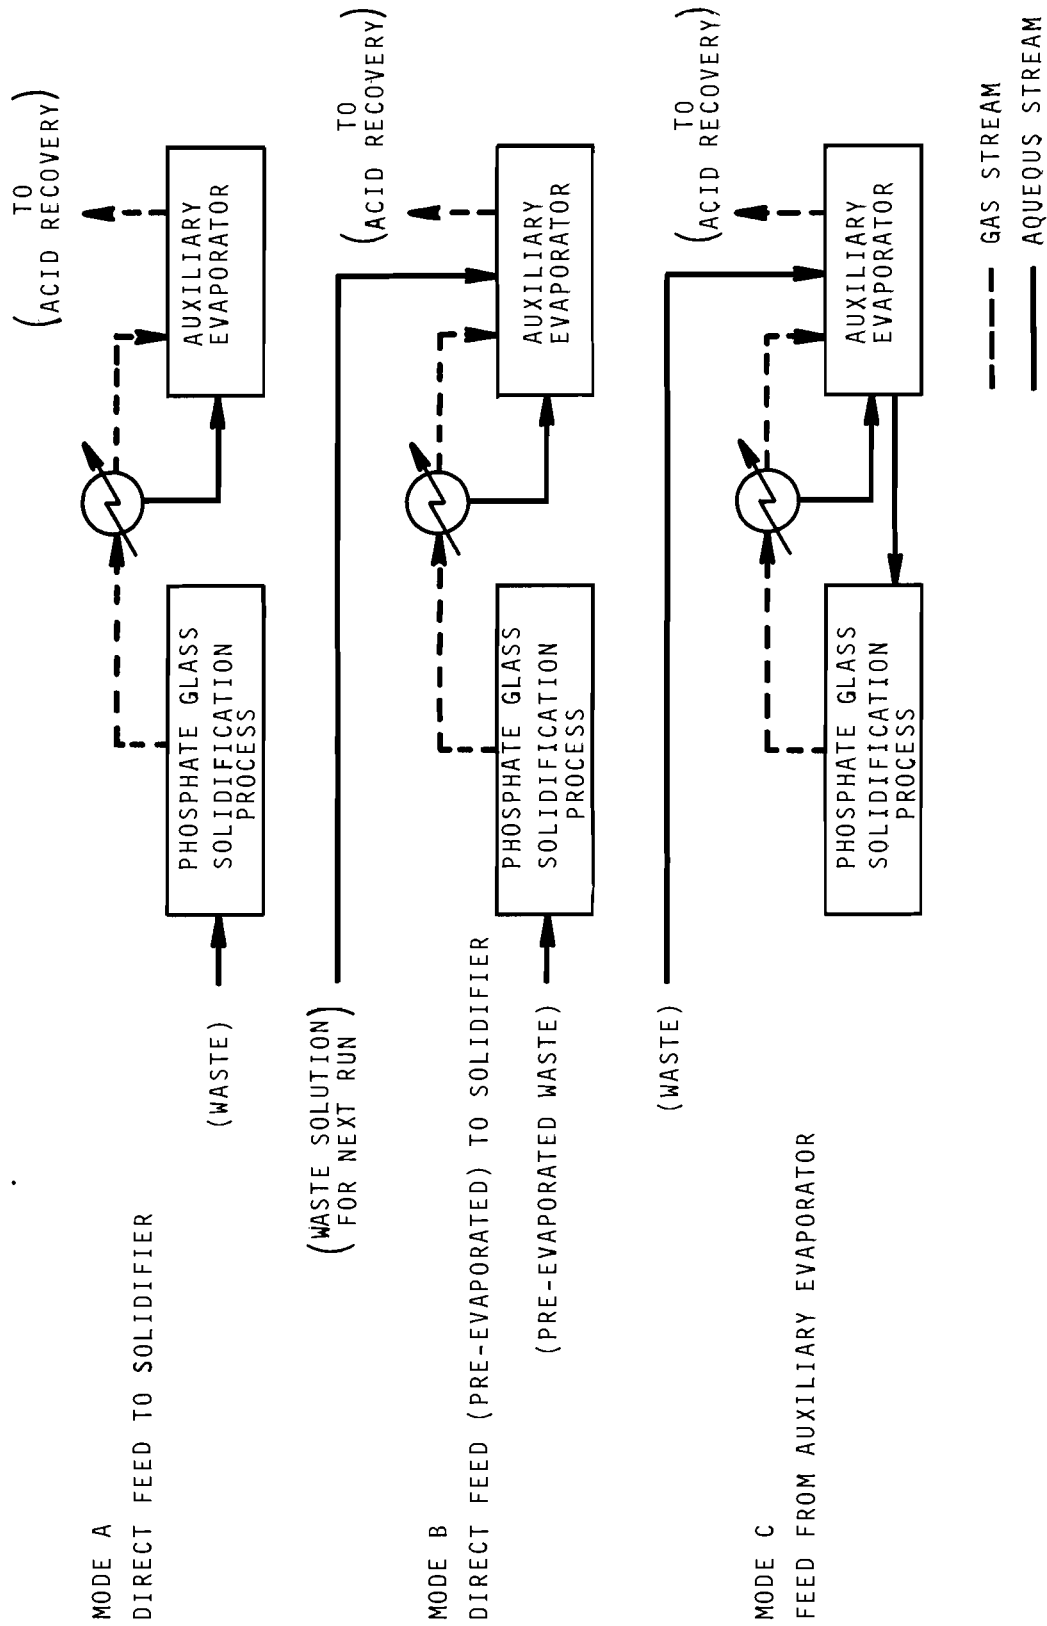 MODE A
DIRECT FEED TO SOLIDIFIER
(WASTE)
PHOSPHATE GLASS
SOLIDIFICATION
PROCESS
AUXILIARY
EVAPORATOR
TO
(ACID RECOVERY)
MODE B
DIRECT FEED (PRE-EVAPORATED) TO SOLIDIFIER
(WASTE SOLUTION
FOR NEXT RUN)
(PRE-EVAPORATED WASTE)
PHOSPHATE GLASS
SOLIDIFICATION
PROCESS
AUXILIARY
EVAPORATOR
TO
(ACID RECOVERY)
MODE C
FEED FROM AUXILIARY EVAPORATOR
(WASTE)
PHOSPHATE GLASS
SOLIDIFICATION
PROCESS
AUXILIARY
EVAPORATOR
TO
(ACID RECOVERY)
GAS STREAM
AQUEQUS STREAM